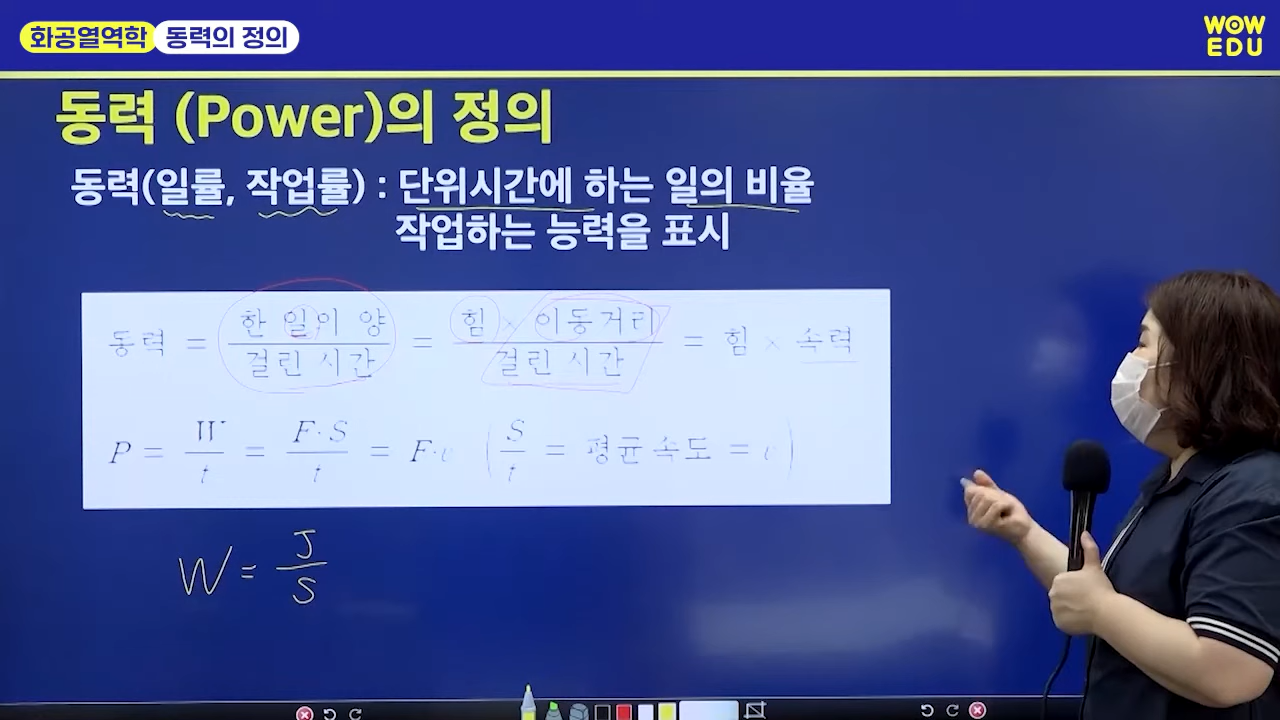 화공열역학 동력의 정의
WOW
EDU
동력 (Power)의 정의
동력(일률, 작업률) : 단위시간에 하는 일의 비율
작업하는 능력을 표시
동력 = 한 일이 양 / 걸린 시간 = 힘 × 이동거리 / 걸린 시간 = 힘 × 속력
P = W / t = F·S / t = F·v ( S / t = 평균속도 = v )
W = J / S